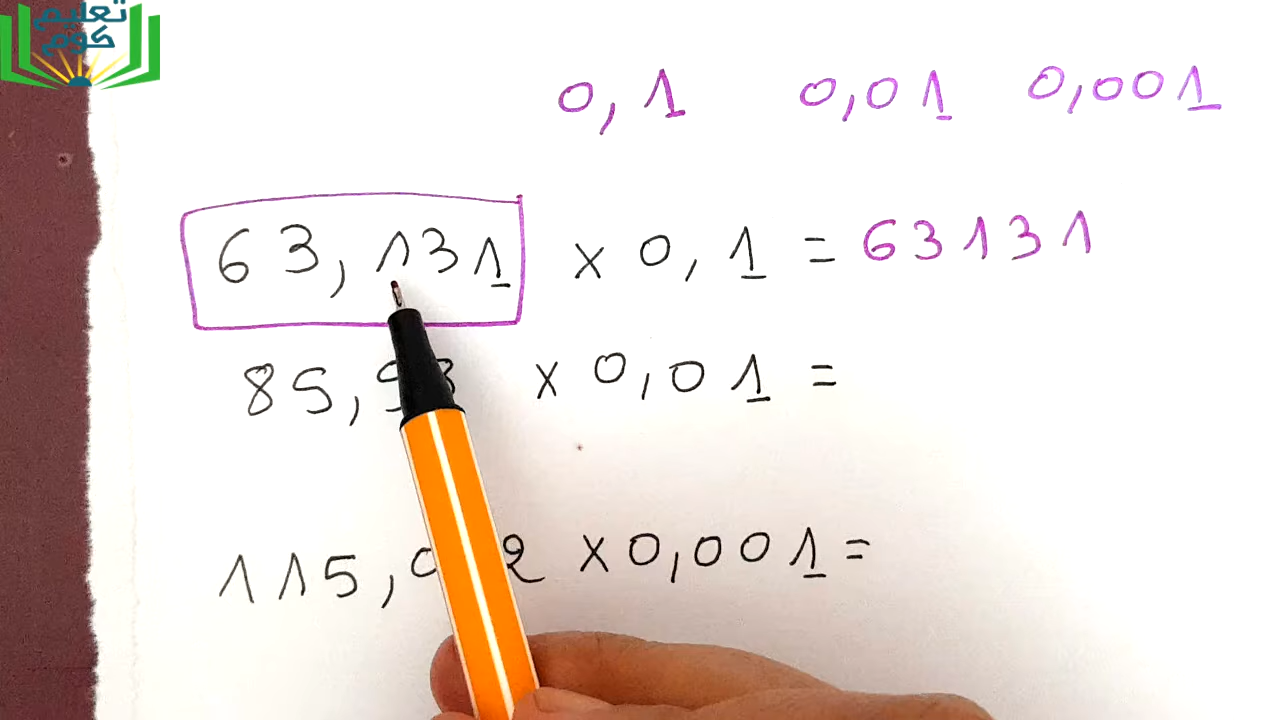 تعليم
كوم
0,1 0,01 0,001
63,131 x 0,1 = 63131
85, x 0,01 =
115, 2 x 0,001 =